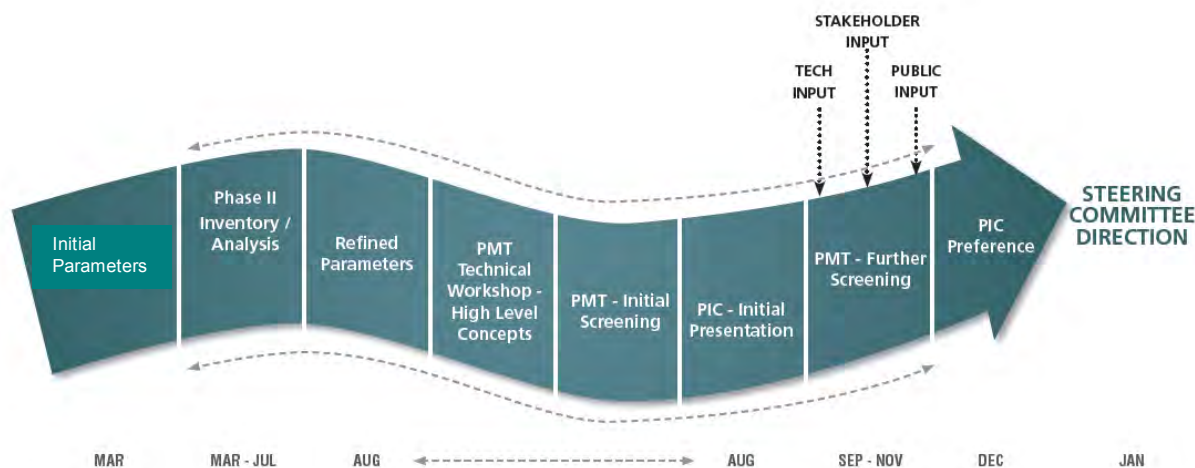 STAKEHOLDER
INPUT
TECH
INPUT
PUBLIC
INPUT
Initial
Parameters
Phase II
Inventory /
Analysis
Refined
Parameters
PMT
Technical
Workshop -
High Level
Concepts
PMT - Initial
Screening
PIC - Initial
Presentation
PMT - Further
Screening
PIC
Preference
STEERING
COMMITTEE
DIRECTION
MAR
MAR - JUL
AUG
AUG
SEP - NOV
DEC
JAN